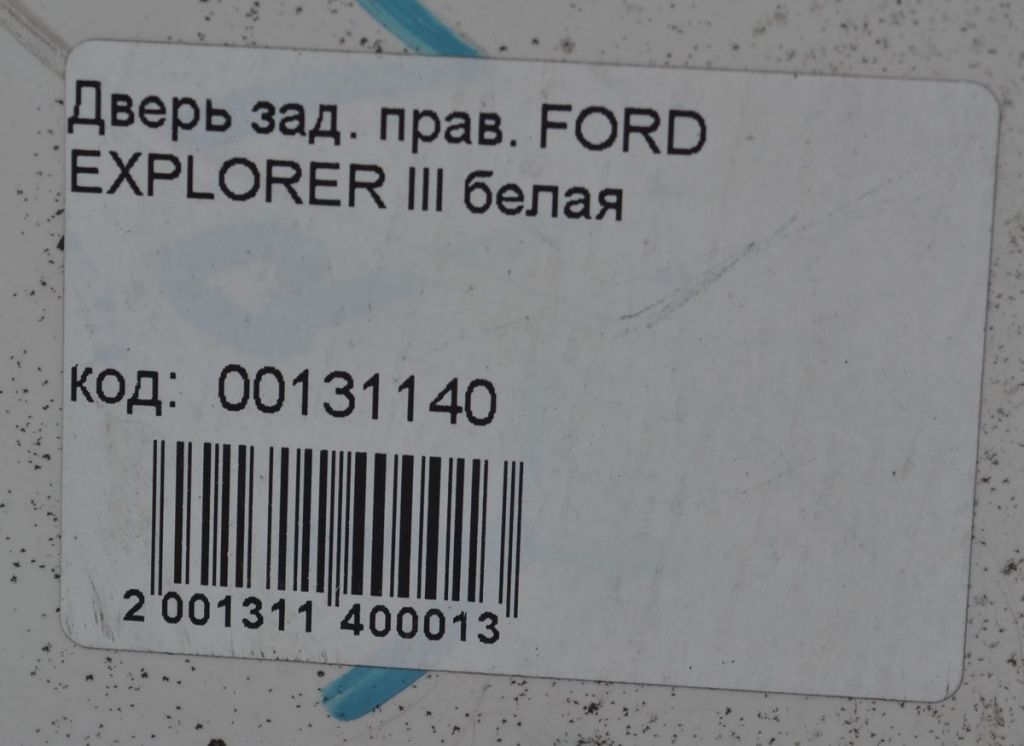 Дверь зад. прав. FORD
EXPLORER III белая
код: 00131140
2 001311 400013